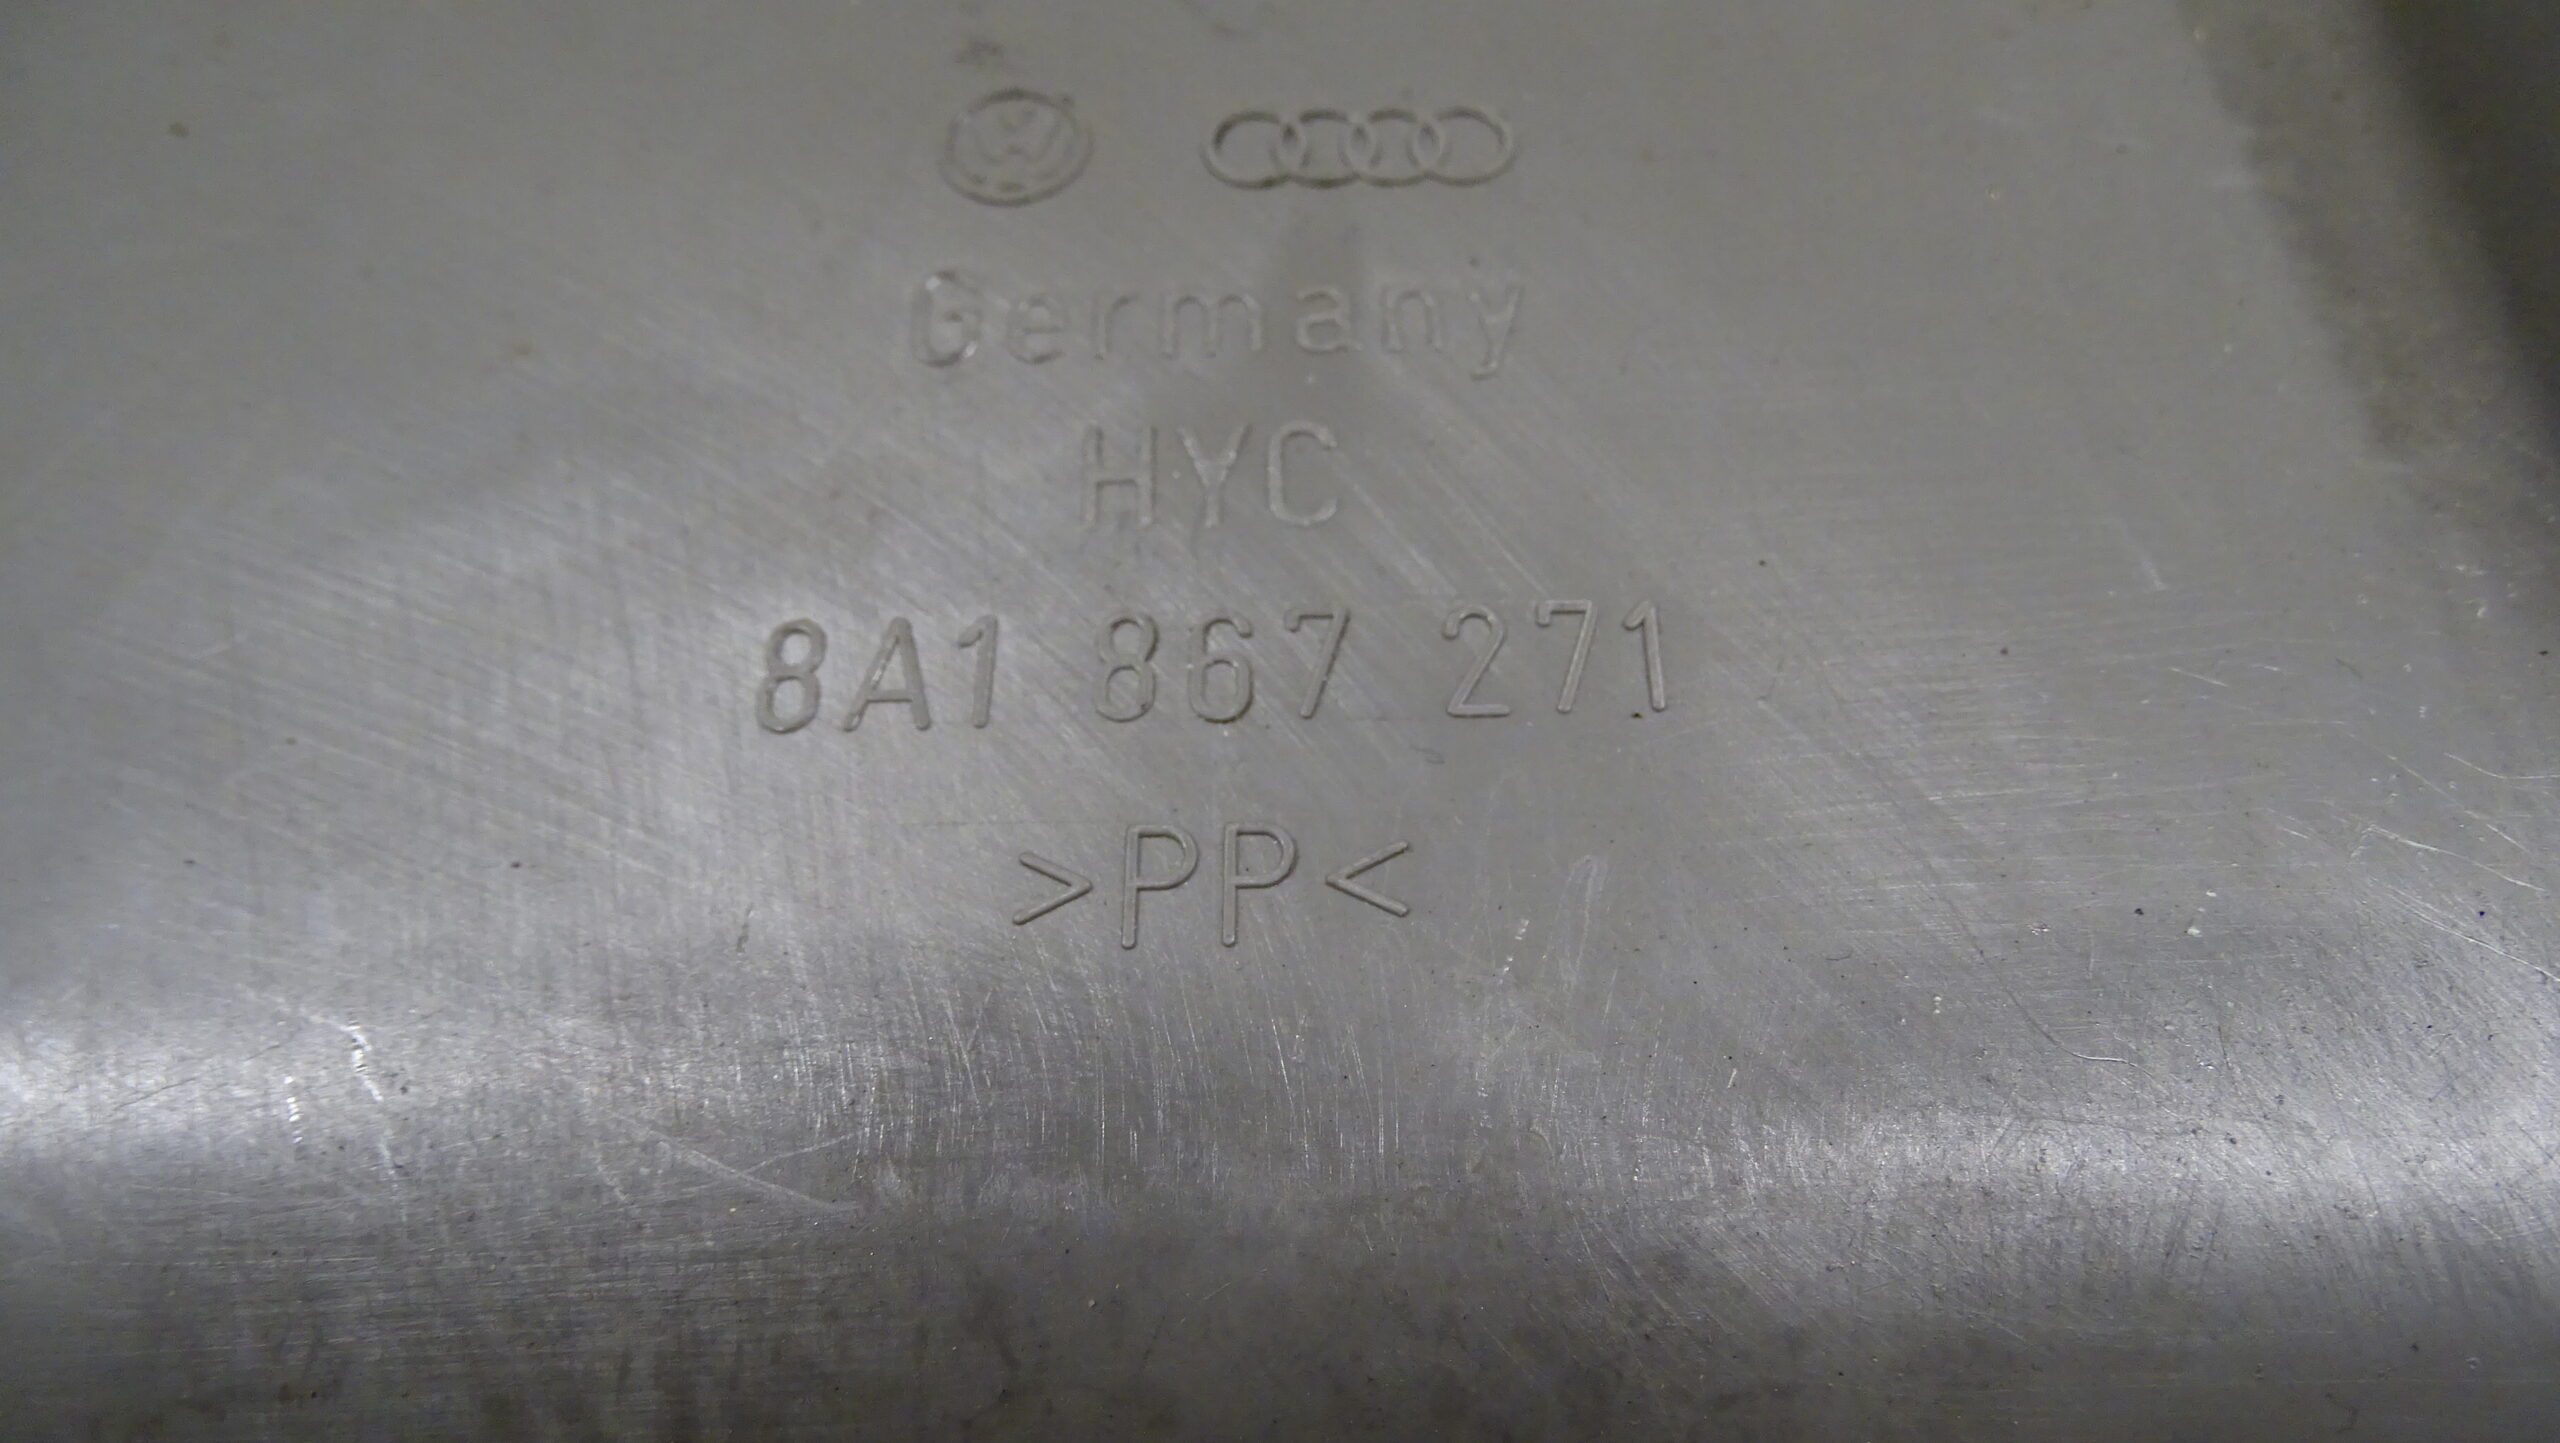 Germany
HYC
8A1 867 271
>PP<